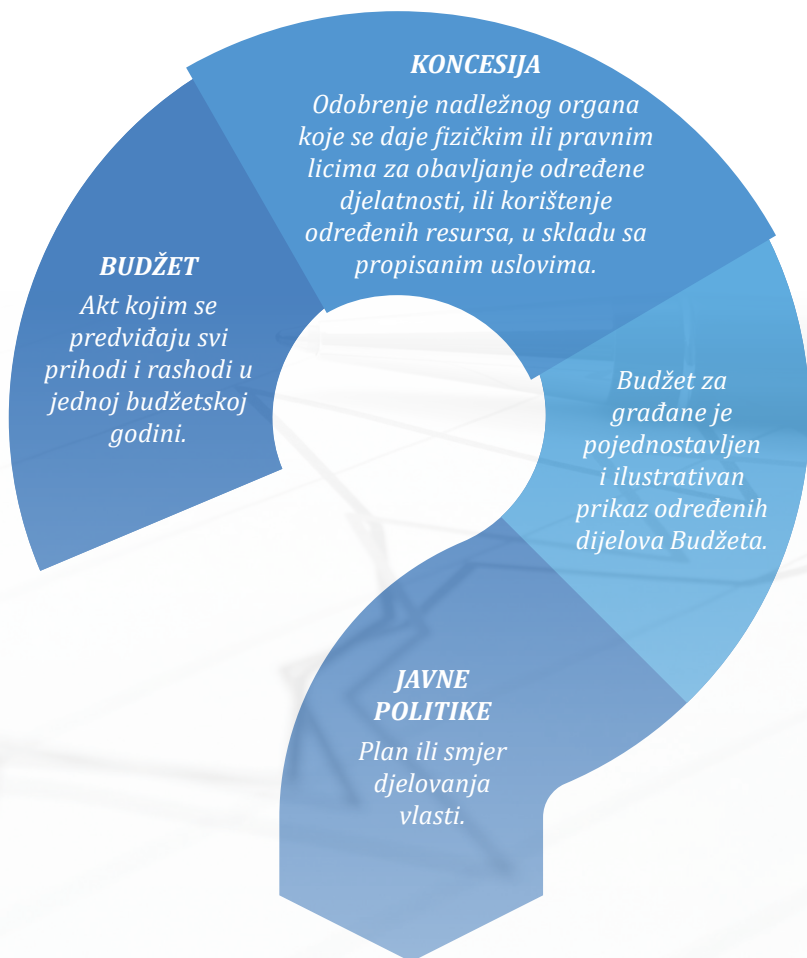 KONCESIJA
Odobrenje nadležnog organa
koje se daje fizičkim ili pravnim
licima za obavljanje određene
djelatnosti, ili korištenje
određenih resursa, u skladu sa
propisanim uslovima.
BUDŽET
Akt kojim se
predviđaju svi
prihodi i rashodi u
jednoj budžetskoj
godini.
Budžet za
građane je
pojednostavljen
i ilustrativan
prikaz određenih
dijelova Budžeta.
JAVNE
POLITIKE
Plan ili smjer
djelovanja
vlasti.